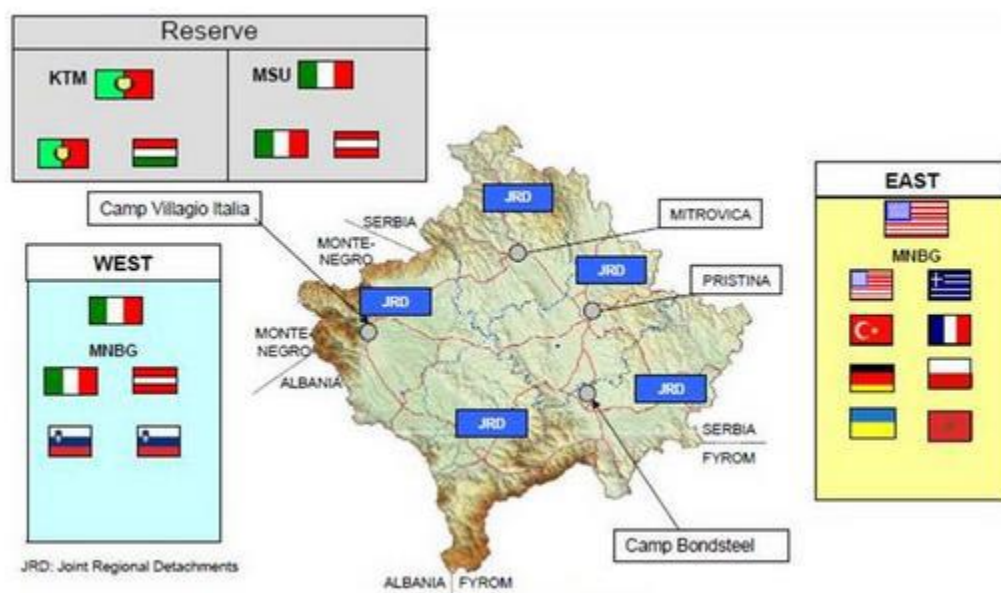 Reserve
KTM
MSU
Camp Villagio Italia
SERBIA
MONTE-
NEGRO
JRD
MITROVICA
EAST
MNBG
WEST
MNBG
JRD
JRD
PRISTINA
MONTE-
NEGRO
ALBANIA
JRD
JRD
SERBIA
FYROM
Camp Bondsteel
JRD: Joint Regional Detachments
ALBANIA
FYROM